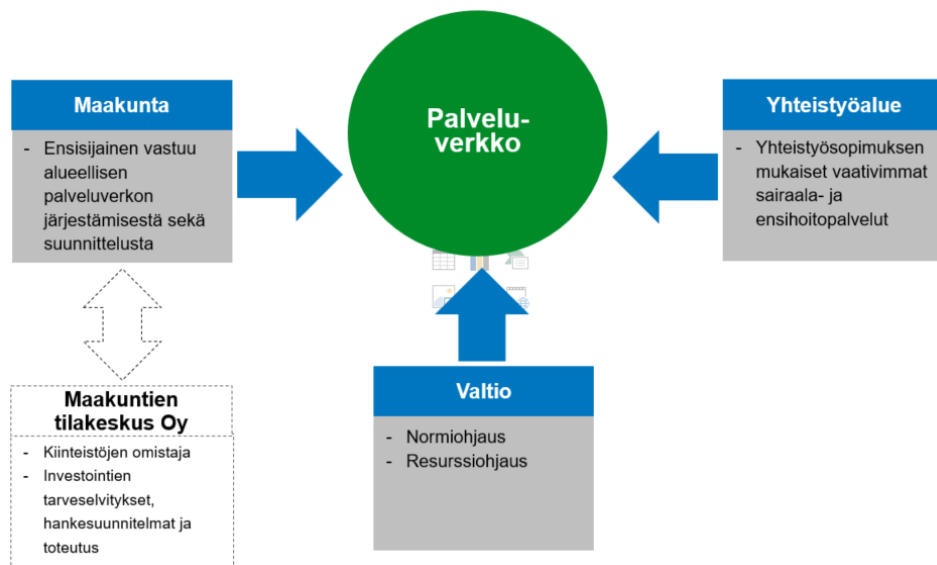 Maakunta
- Ensisijainen vastuu
alueellisen
palveluverkon
järjestämisestä sekä
suunnittelusta
Palvelu-
verkko
Yhteistyöalue
- Yhteistyösopimuksen
mukaiset vaativimmat
sairaala- ja
ensihoitopalvelut
Maakuntien
tilakeskus Oy
- Kiinteistöjen omistaja
- Investointien
tarveselvitykset,
hankesuunnitelmat ja
toteutus
Valtio
- Normiohjaus
- Resurssiohjaus